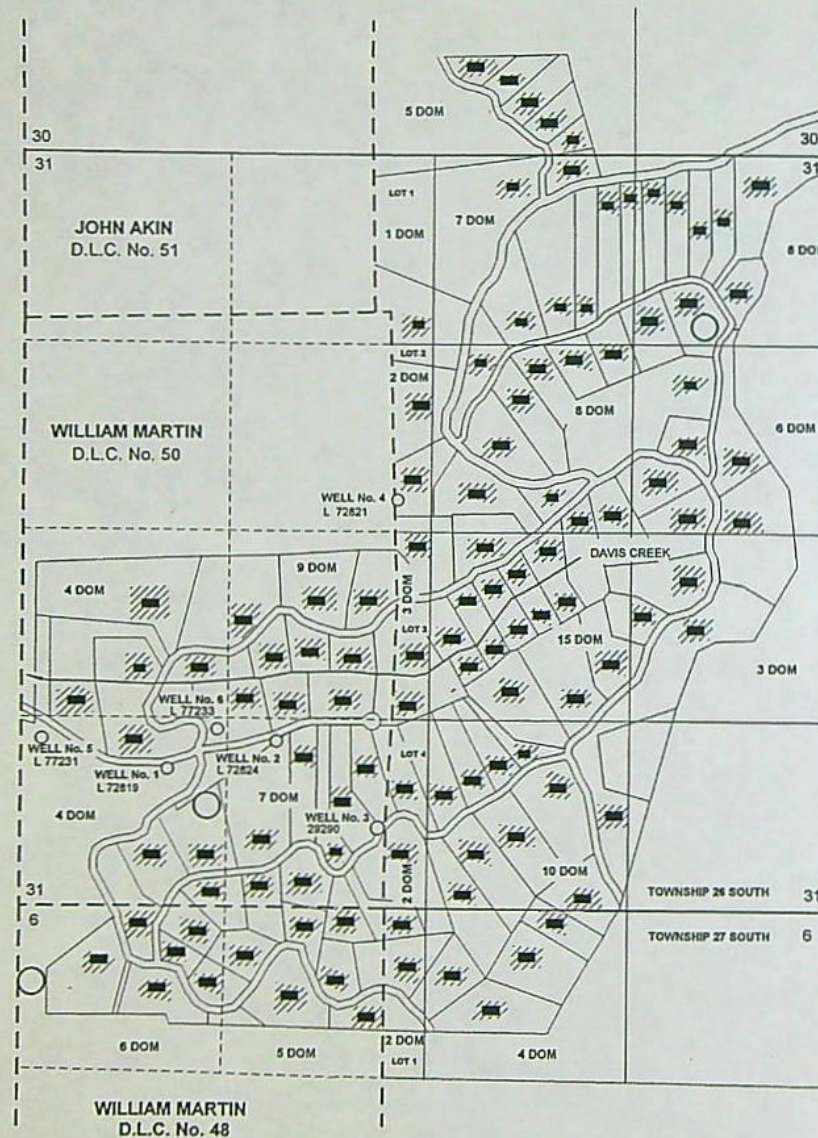 5 DOM
30
30
31
31
LOT 1
7 DOM
1 DOM
JOHN AKIN
D.L.C. No. 51
LOT 2
2 DOM
8 DOM
6 DOM
WILLIAM MARTIN
D.L.C. No. 50
WELL No. 4
L 72821
DAVIS CREEK
9 DOM
4 DOM
3 DOM
LOT 3
15 DOM
3 DOM
WELL No. 6
L 77233
WELL No. 5
L 77231
WELL No. 1
L 72819
WELL No. 2
L 72824
LOT 4
7 DOM
4 DOM
WELL No. 3
29290
2 DOM
10 DOM
TOWNSHIP 26 SOUTH
31
31
6
TOWNSHIP 27 SOUTH
6
6 DOM
5 DOM
2 DOM
LOT 1
4 DOM
WILLIAM MARTIN
D.L.C. No. 48